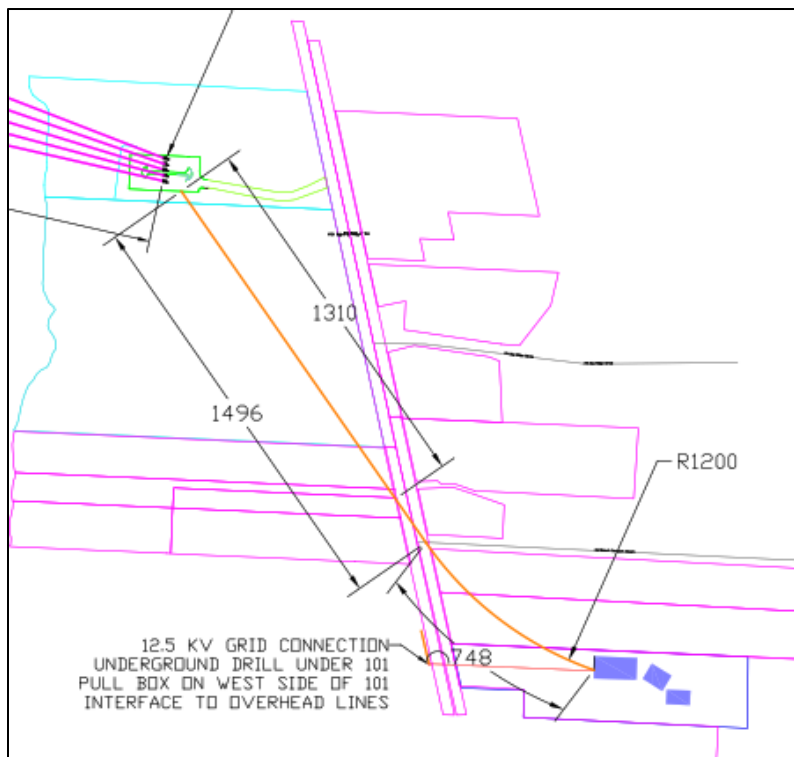 1310
1496
R1200
748
12.5 KV GRID CONNECTION
UNDERGROUND DRILL UNDER 101
PULL BOX ON WEST SIDE OF 101
INTERFACE TO OVERHEAD LINES